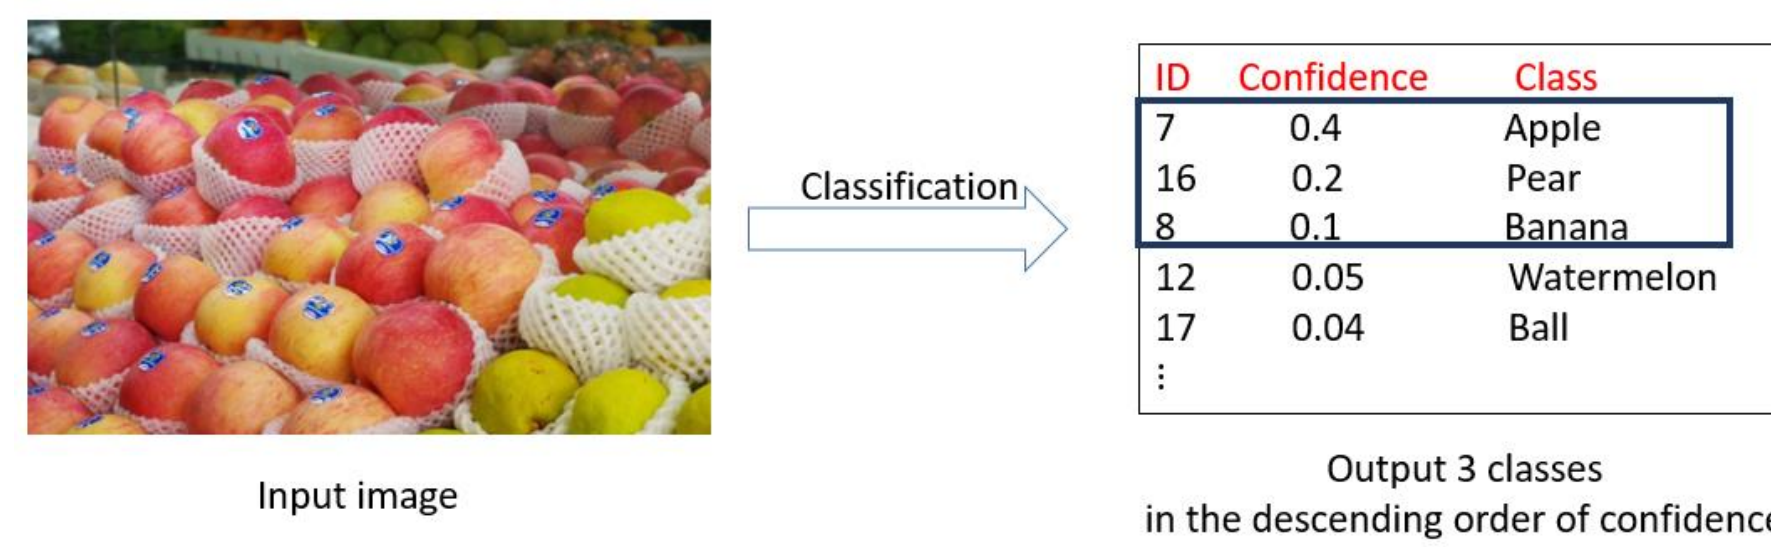 ID Confidence Class
7 0.4 Apple
16 0.2 Pear
8 0.1 Banana
12 0.05 Watermelon
17 0.04 Ball
⋮
Classification
Input image
Output 3 classes
in the descending order of confidence